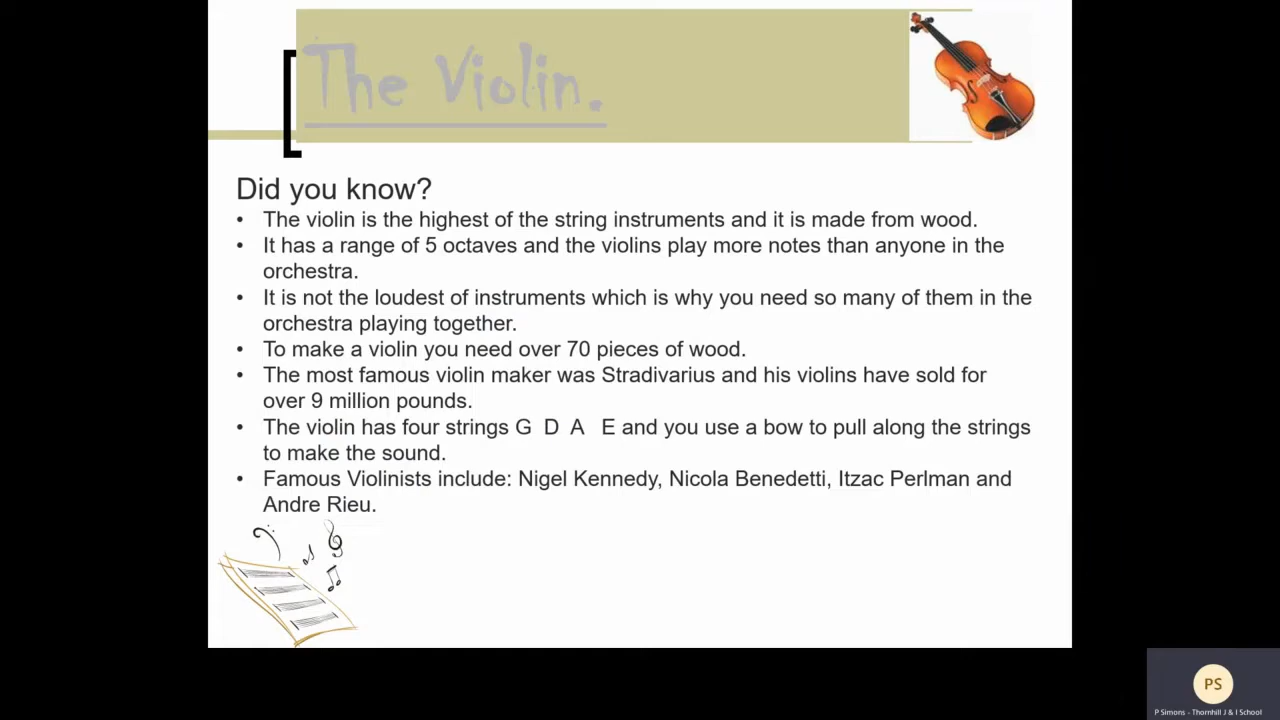 The Violin.
Did you know?
• The violin is the highest of the string instruments and it is made from wood.
• It has a range of 5 octaves and the violins play more notes than anyone in the
orchestra.
• It is not the loudest of instruments which is why you need so many of them in the
orchestra playing together.
• To make a violin you need over 70 pieces of wood.
• The most famous violin maker was Stradivarius and his violins have sold for
over 9 million pounds.
• The violin has four strings G D A E and you use a bow to pull along the strings
to make the sound.
• Famous Violinists include: Nigel Kennedy, Nicola Benedetti, Itzac Perlman and
Andre Rieu.
PS
P Simons - Thornhill J & I School